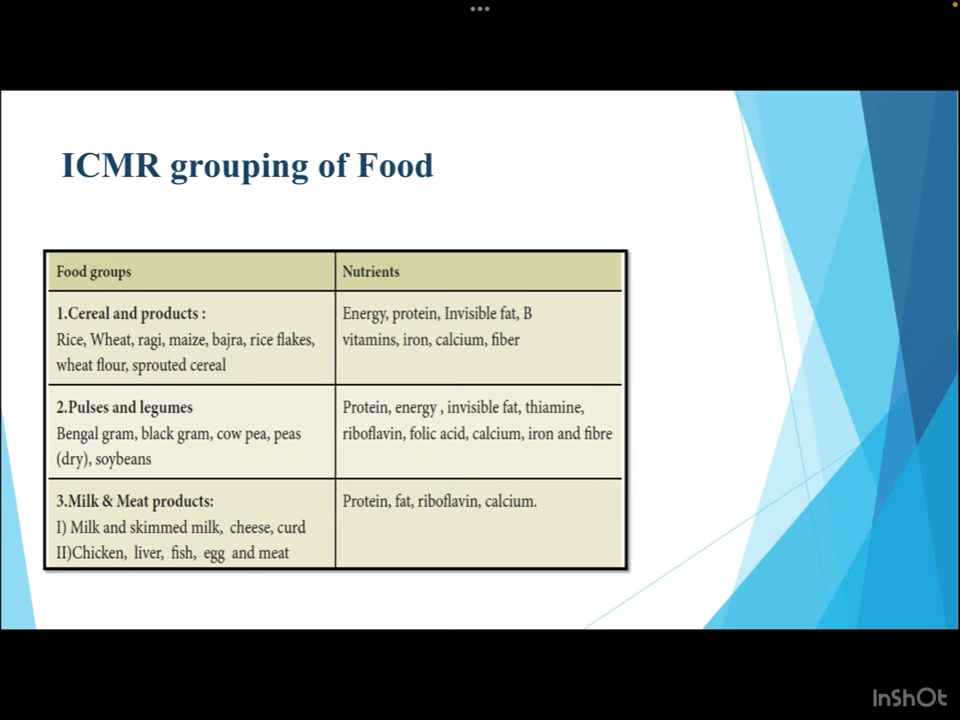 ICMR grouping of Food
Food groups
Nutrients
1.Cereal and products :
Rice, Wheat, ragi, maize, bajra, rice flakes,
wheat flour, sprouted cereal
Energy, protein, Invisible fat, B
vitamins, iron, calcium, fiber
2.Pulses and legumes
Bengal gram, black gram, cow pea, peas
(dry), soybeans
Protein, energy , invisible fat, thiamine,
riboflavin, folic acid, calcium, iron and fibre
3.Milk & Meat products:
I) Milk and skimmed milk, cheese, curd
II)Chicken, liver, fish, egg and meat
Protein, fat, riboflavin, calcium.
InShOt